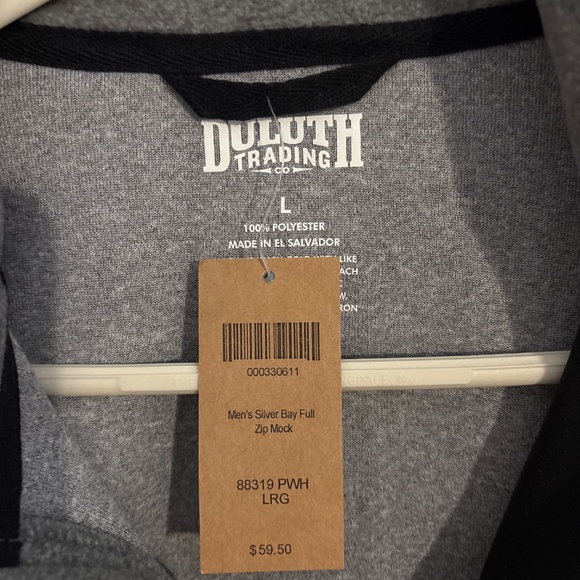 DULUTH
TRADING
CO
L
100% POLYESTER
MADE IN EL SALVADOR
LIKE
000330611
Men's Silver Bay Full
Zip Mock
88319 PWH
LRG
$59.50